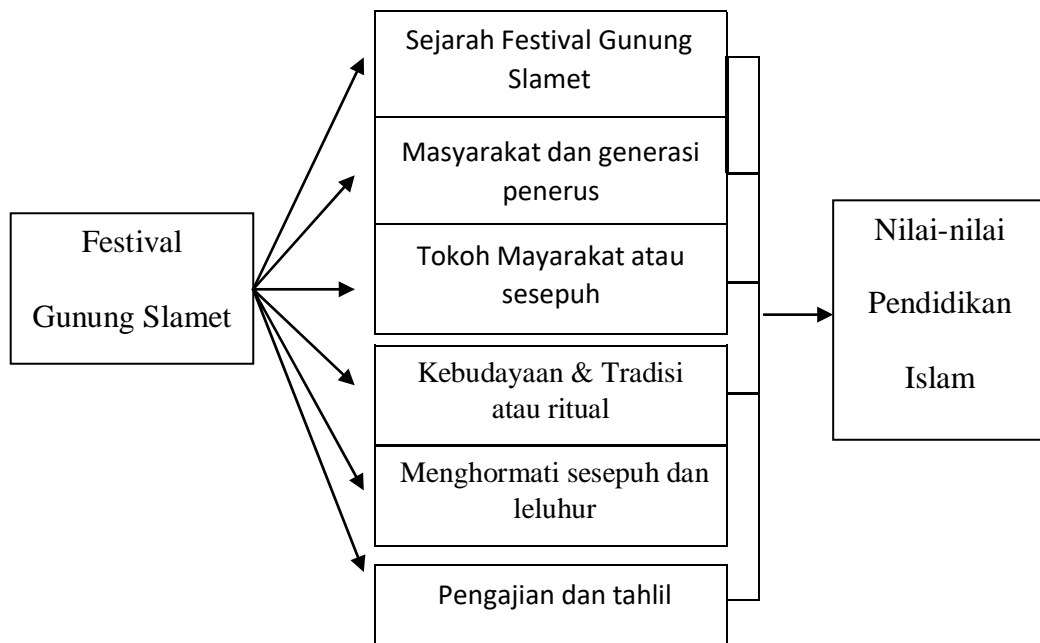 Festival
Gunung Slamet
Sejarah Festival Gunung
Slamet
Masyarakat dan generasi
penerus
Tokoh Mayarakat atau
sesepuh
Kebudayaan & Tradisi
atau ritual
Menghormati sesepuh dan
leluhur
Pengajian dan tahlil
Nilai-nilai
Pendidikan
Islam